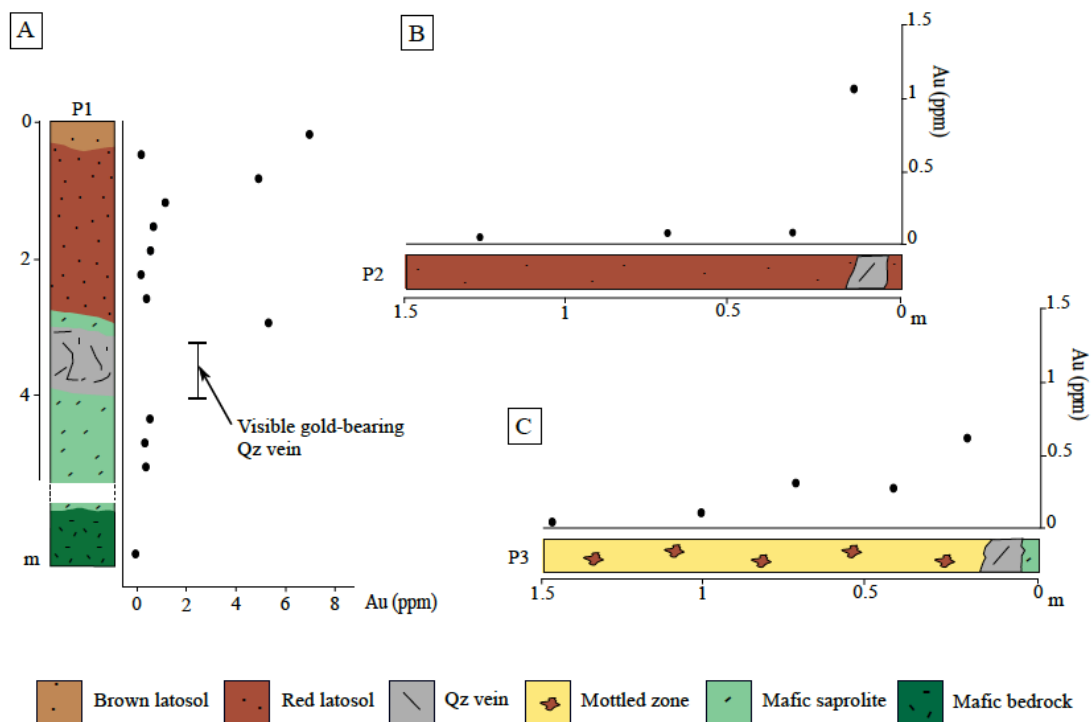 A
P1
0
2
4
m
Visible gold-bearing
Qz vein
0 2 4 6 8
Au (ppm)
B
1.5
1
0.5
0
Au (ppm)
P2
1.5 1 0.5 0 m
C
1.5
1
0.5
0
Au (ppm)
P3
1.5 1 0.5 0 m
Brown latosol Red latosol Qz vein Mottled zone Mafic saprolite Mafic bedrock